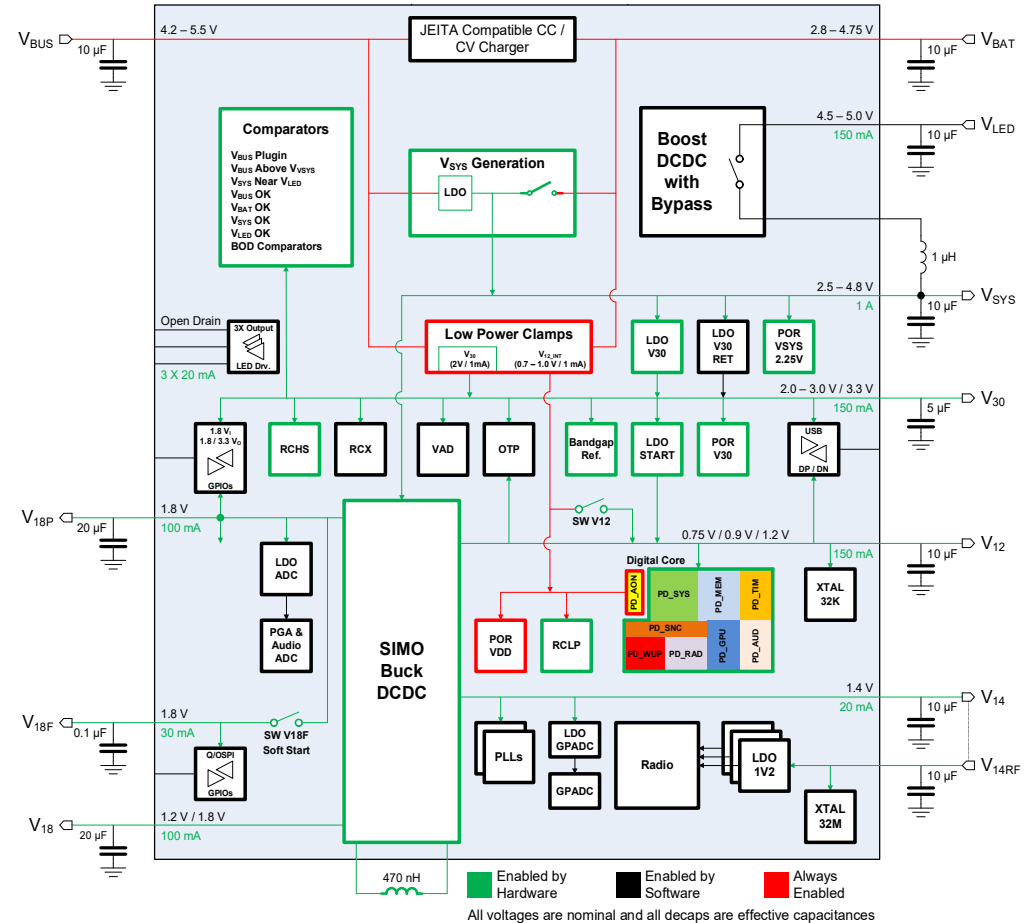 VBUS
4.2 – 5.5 V
10 µF
JEITA Compatible CC /
CV Charger
2.8 – 4.75 V
VBAT
10 µF
Comparators
VBUS Plugin
VBUS Above VVSYS
VSYS Near VLED
VBUS OK
VBAT OK
VSYS OK
VLED OK
BOD Comparators
VSYS Generation
LDO
Boost
DCDC
with
Bypass
4.5 – 5.0 V
150 mA
VLED
10 µF
1 µH
2.5 – 4.8 V
1 A
VSYS
10 µF
Open Drain
3X Output
LED Drv.
3 X 20 mA
Low Power Clamps
V30
(2V / 1mA)
V12_INT
(0.7 – 1.0 V / 1 mA)
LDO
V30
LDO
V30
RET
POR
VSYS
2.25V
2.0 – 3.0 V / 3.3 V
150 mA
V30
5 µF
1.8 VI
1.8 / 3.3 VO
GPIOs
RCHS
RCX
VAD
OTP
Bandgap
Ref.
LDO
START
POR
V30
USB
DP / DN
V18P
1.8 V
20 µF
100 mA
SW V12
0.75 V / 0.9 V / 1.2 V
150 mA
V12
10 µF
LDO
ADC
PGA &
Audio
ADC
SIMO
Buck
DCDC
Digital Core
PD_AON
PD_SYS
PD_MEM
PD_TIM
PD_SNC
PD_WUP
PD_RAD
PD_GPU
PD_AUD
XTAL
32K
POR
VDD
RCLP
V18F
1.8 V
0.1 µF
30 mA
SW V18F
Soft Start
Q/OSPI
GPIOs
1.4 V
20 mA
V14
10 µF
PLLs
LDO
GPADC
GPADC
Radio
LDO
1V2
V14RF
10 µF
XTAL
32M
V18
1.2 V / 1.8 V
20 µF
100 mA
470 nH
Enabled by
Hardware
Enabled by
Software
Always
Enabled
All voltages are nominal and all decaps are effective capacitances